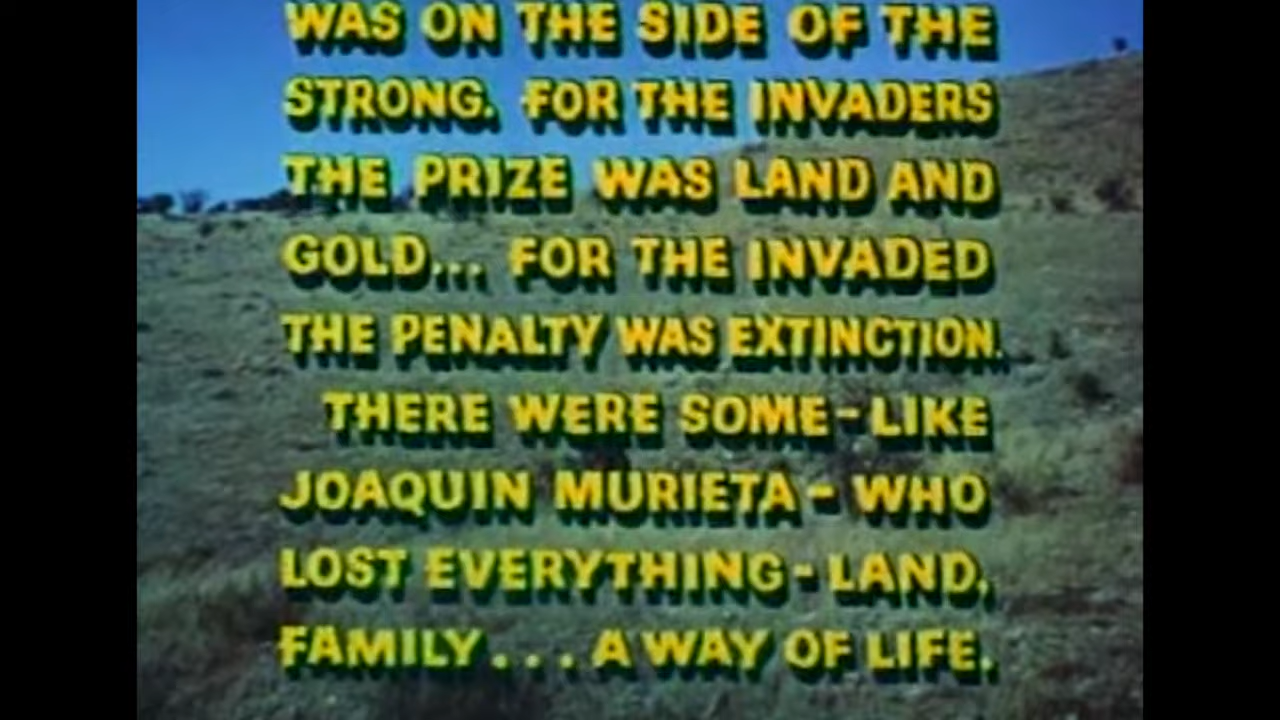 WAS ON THE SIDE OF THE
STRONG. FOR THE INVADERS
THE PRIZE WAS LAND AND
GOLD... FOR THE INVADED
THE PENALTY WAS EXTINCTION.
THERE WERE SOME-LIKE
JOAQUIN MURIETA - WHO
LOST EVERYTHING-LAND,
FAMILY... A WAY OF LIFE.